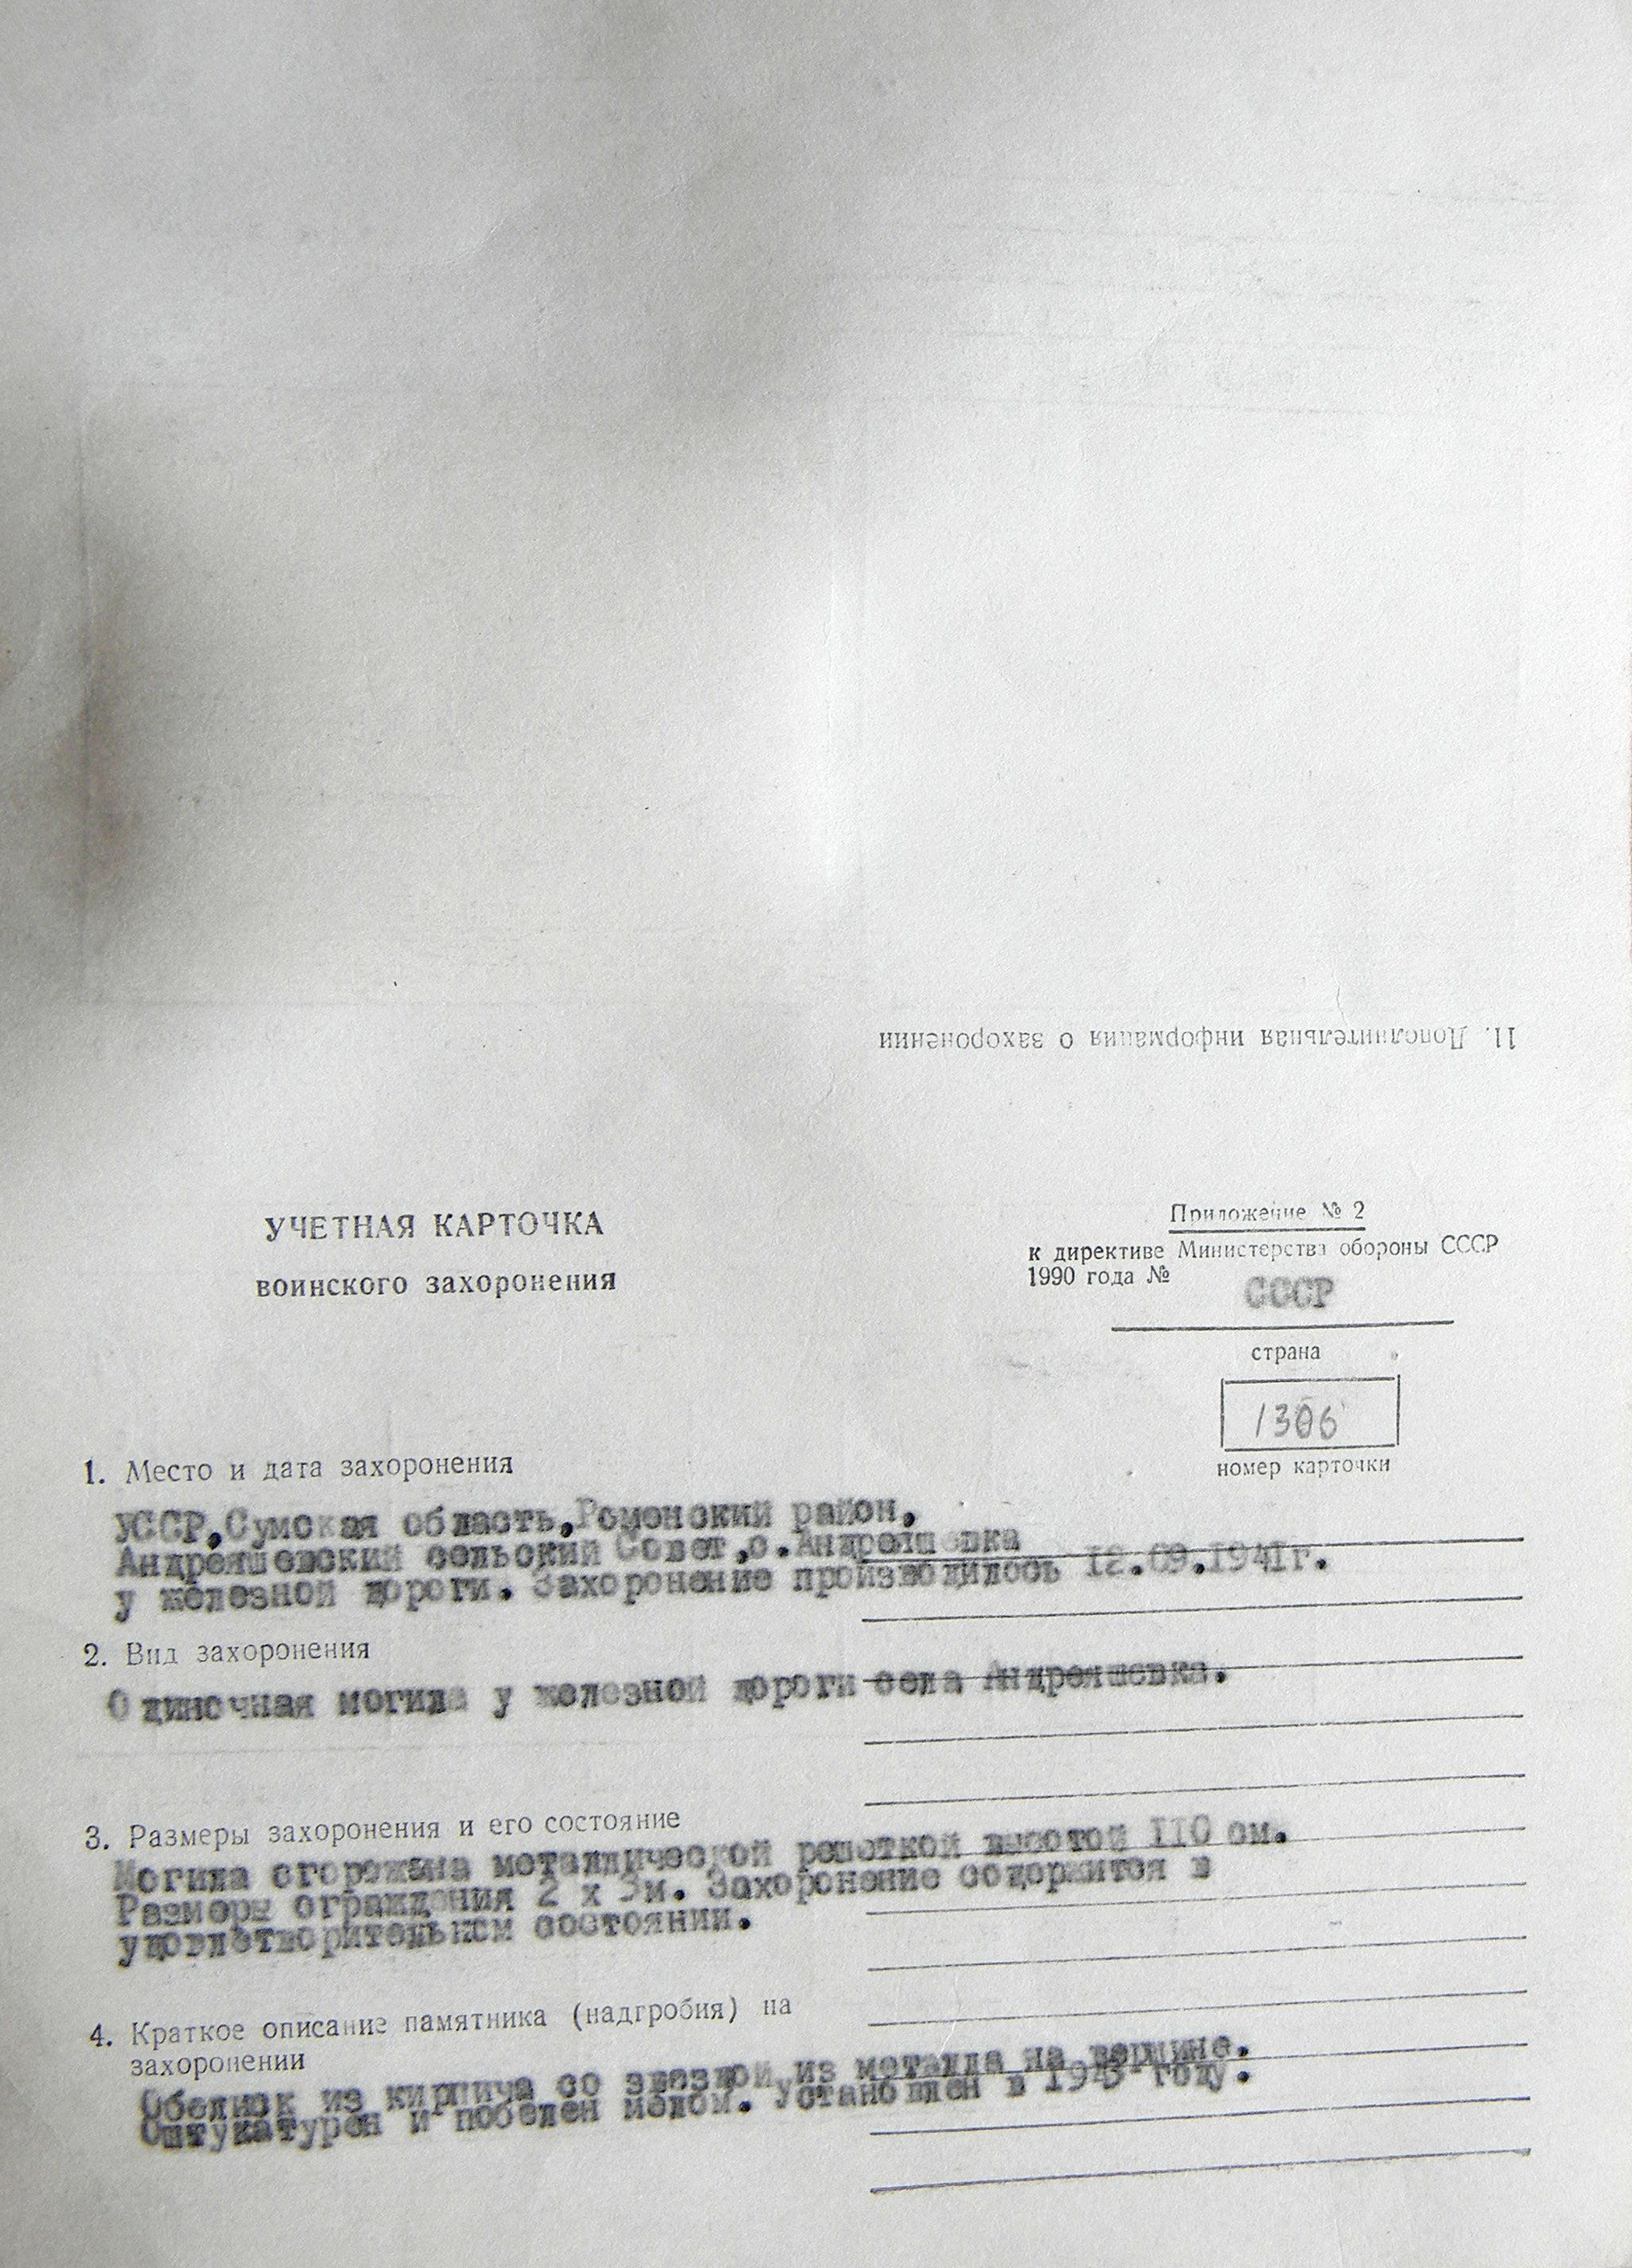 11. Дополнительная информация о захоронении
УЧЕТНАЯ КАРТОЧКА
воинского захоронения
Приложение № 2
к директиве Министерства обороны СССР
1990 года №
СССР
страна
1306
номер карточки
1. Место и дата захоронения
УССР,Сумская область,Роменский район,
Андреяшевский сельский Совет,с.Андреяшевка
у железной дороги. Захоронение производилось 12.09.1941г.
2. Вид захоронения
Одиночная могила у железной дороги села Андреяшевка.
3. Размеры захоронения и его состояние
Могила огорожена металлической решеткой высотой 110 см.
Размеры ограждения 2 х 3м. Захоронение содержится в
удовлетворительном состоянии.
4. Краткое описание памятника (надгробия) на
захоронении
Обелиск из кирпича со звездой из металла на вершине.
Оштукатурен и побелен мелом. Установлен в году.